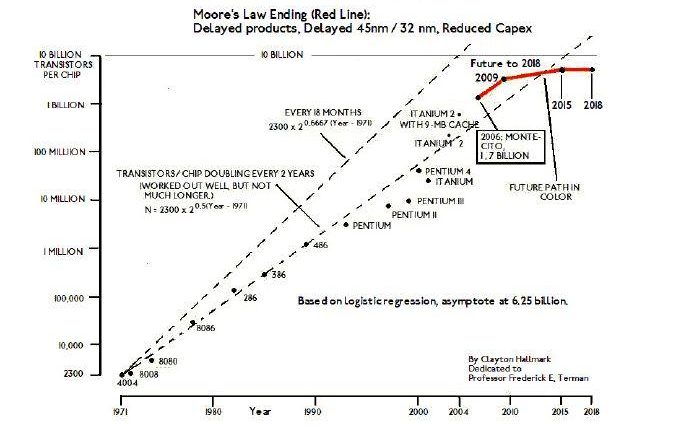 Moore's Law Ending (Red Line):
Delayed products, Delayed 45nm / 32 nm, Reduced Capex
10 BILLION
TRANSISTORS
PER CHIP
10 BILLION
Future to 2018
2009
1 BILLION
EVERY 18 MONTHS
2300 x 2 0.6667 (Year - 1971)
ITANIUM 2
WITH 9-MB CACHE
2015
2018
ITANIUM 2
2006: MONTE-
CITO,
1,7 BILLION
100 MILLION
TRANSISTORS/CHIP DOUBLING EVERY 2 YEARS
(WORKED OUT WELL, BUT NOT
MUCH LONGER.)
N = 2300 x 2 0.5(Year - 1971)
PENTIUM 4
ITANIUM
FUTURE PATH IN
COLOR
10 MILLION
PENTIUM III
PENTIUM II
PENTIUM
1 MILLION
486
386
100,000
286
Based on logistic regression, asymptote at 6,25 billion.
8086
10,000
8080
2300
8008
4004
By Clayton Hallmark
Dedicated to
Professor Frederick E, Terman
1971
1980
Year
1990
2000
2004
2010
2015
2018